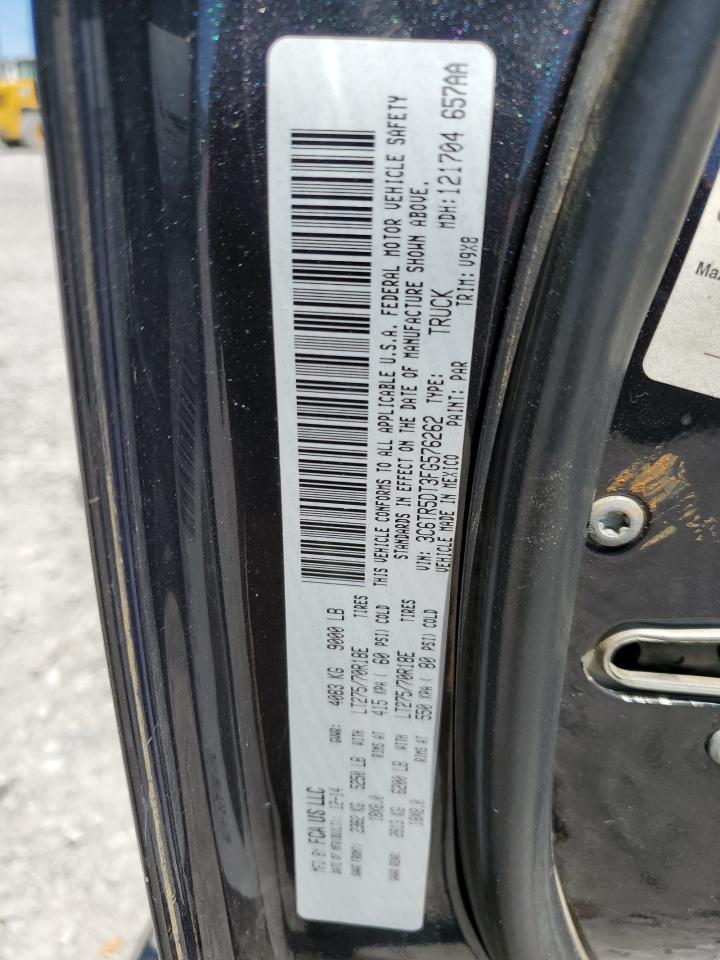 MFD BY FCA US LLC
DATE OF MFG(BUILT): 12-14 GVWR: 4083 KG 9000 LB
GAWR FRONT: 2382 KG 5250 LB WITH LT275/70R18E TIRES
18X8.0 RIMS AT 415 KPA ( 60 PSI) COLD
GAWR REAR: 2813 KG 6200 LB WITH LT275/70R18E TIRES
18X8.0 RIMS AT 550 KPA ( 80 PSI) COLD
THIS VEHICLE CONFORMS TO ALL APPLICABLE U.S.A. FEDERAL MOTOR VEHICLE SAFETY
STANDARDS IN EFFECT ON THE DATE OF MANUFACTURE SHOWN ABOVE.
VIN: 3C6TR5DT3FG576262 TYPE: TRUCK MDH:121704 657AA
VEHICLE MADE IN MEXICO PAINT: PAR TRIM: V9X8